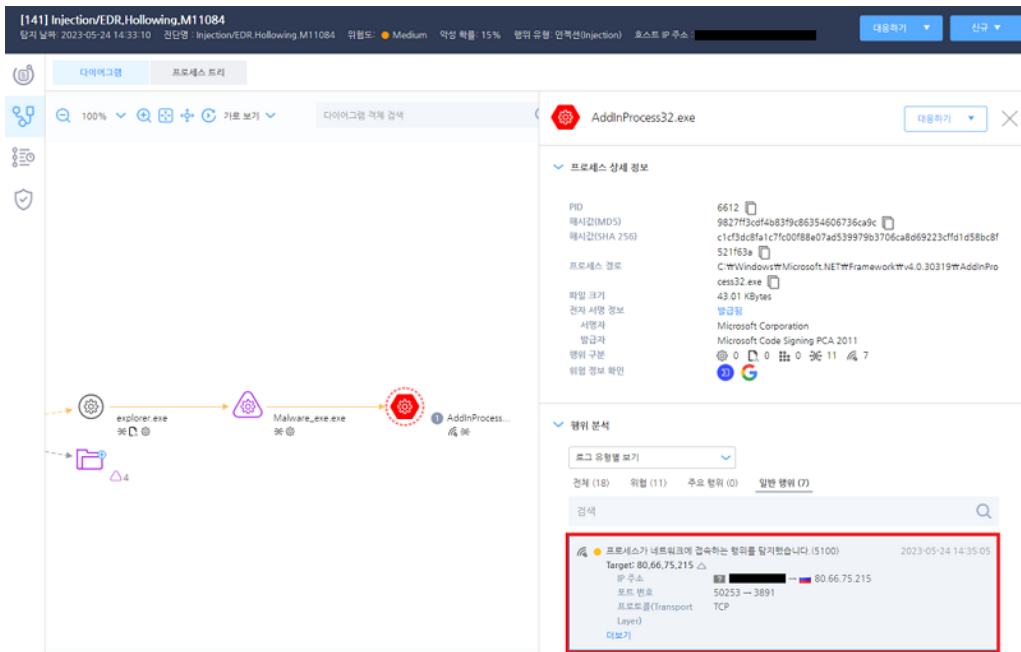 [141] Injection/EDR.Hollowing.M11084
탐지 날짜: 2023-05-24 14:33:10 진단명 : Injection/EDR.Hollowing.M11084 위험도: Medium 악성 확률: 15% 행위 유형: 인젝션(Injection) 호스트 IP 주소 :
대응하기
신규
다이어그램
프로세스 트리
100%
가로 보기
다이어그램 객체 검색
explorer.exe
Malware_exe.exe
1 AddInProcess...
4
AddInProcess32.exe
대응하기
프로세스 상세 정보
PID 6612
해시값(MD5) 9827ff3cdf4b83f9c86354606736ca9c
해시값(SHA 256) c1cf3dc8fa1c7fc00f88e07ad539979b3706ca8d69223cffd1d58bc8f
521f63a
프로세스 경로 C:₩Windows₩Microsoft.NET₩Framework₩v4.0.30319₩AddInPro
cess32.exe
파일 크기 43.01 KBytes
전자 서명 정보 발급됨
서명자 Microsoft Corporation
발급자 Microsoft Code Signing PCA 2011
행위 구분 0 0 0 11 7
위협 정보 확인
행위 분석
로그 유형별 보기
전체 (18) 위협 (11) 주요 행위 (0) 일반 행위 (7)
검색
프로세스가 네트워크에 접속하는 행위를 탐지했습니다.(5100) 2023-05-24 14:35:05
Target: 80,66,75,215
IP 주소 → 80.66.75.215
포트 번호 50253 → 3891
프로토콜(Transport TCP
Layer)
더보기